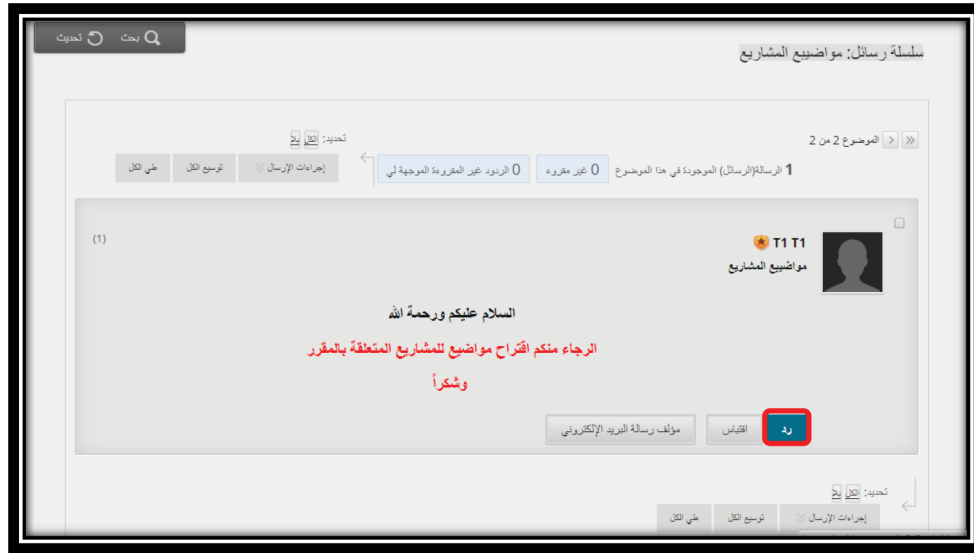 بحث تحديث
سلسلة رسائل: مواضيع المشاريع
الموضوع 2 من 2
تحديد: الكل بلا
1 الرسالة(الرسائل) الموجودة في هذا الموضوع 0 غير مقروء 0 الردود غير المقروءة الموجهة لي
إجراءات الإرسال توسيع الكل طي الكل
T1 T1
(1)
مواضيع المشاريع
السلام عليكم ورحمة الله
الرجاء منكم اقتراح مواضيع للمشاريع المتعلقة بالمقرر
وشكراً
رد اقتباس مؤلف رسالة البريد الإلكتروني
تحديد: الكل بلا
إجراءات الإرسال توسيع الكل طي الكل